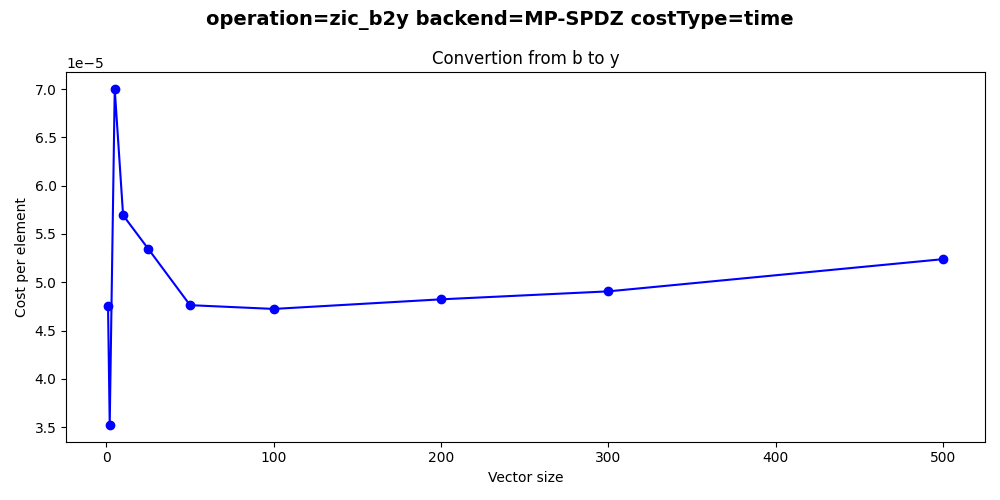 operation=zic_b2y backend=MP-SPDZ costType=time
Convertion from b to y
1e−5
7.0
6.5
6.0
5.5
5.0
4.5
4.0
3.5
Cost per element
0 100 200 300 400 500
Vector size